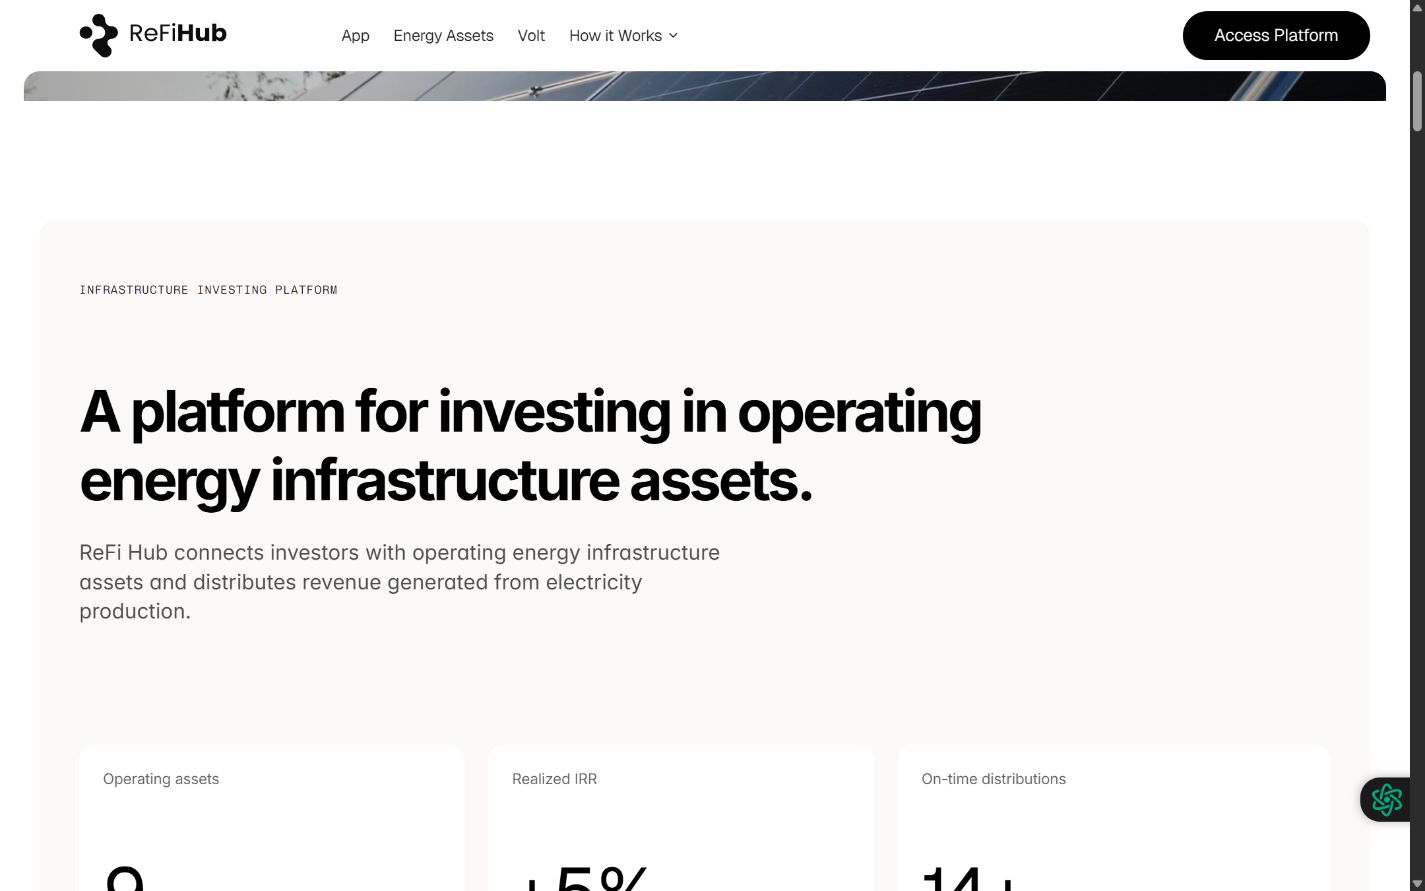 ReFiHub
App
Energy Assets
Volt
How it Works
Access Platform
INFRASTRUCTURE INVESTING PLATFORM
A platform for investing in operating
energy infrastructure assets.
ReFi Hub connects investors with operating energy infrastructure
assets and distributes revenue generated from electricity
production.
Operating assets
Realized IRR
On-time distributions
+5%
14+